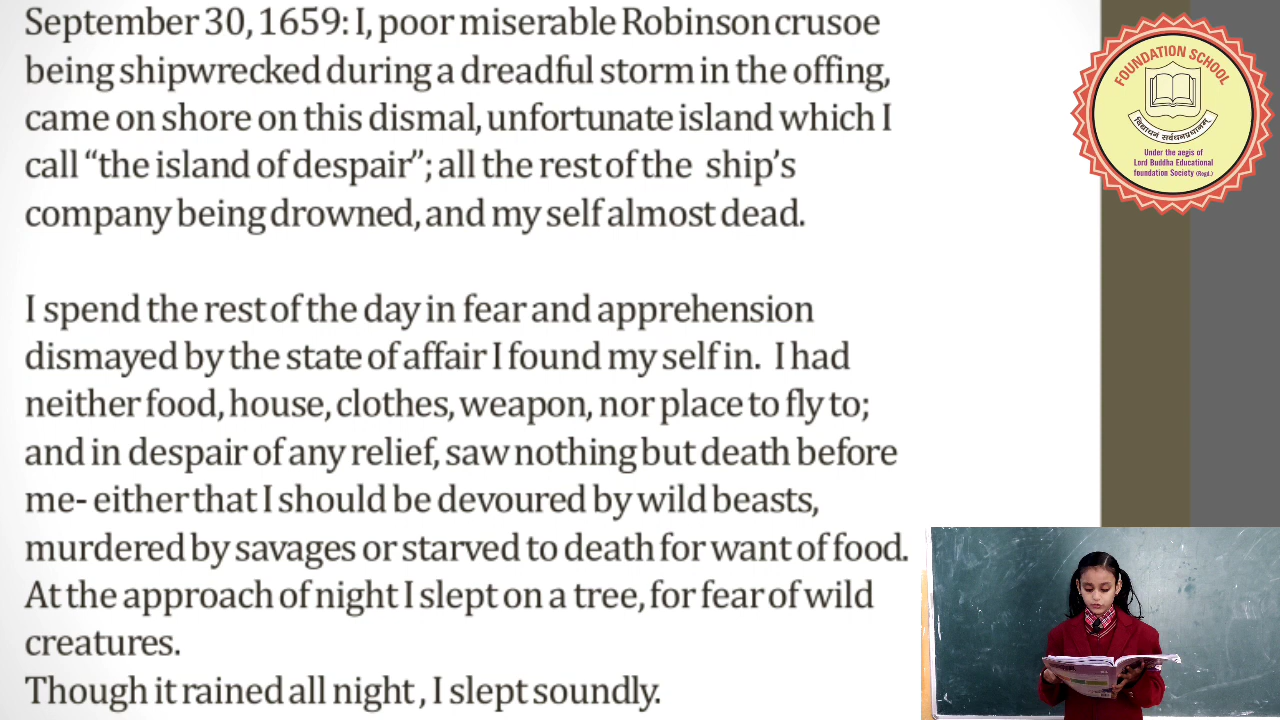 September 30, 1659: I, poor miserable Robinson crusoe
being shipwrecked during a dreadful storm in the offing,
came on shore on this dismal, unfortunate island which I
call “the island of despair”; all the rest of the ship’s
company being drowned, and my self almost dead.
I spend the rest of the day in fear and apprehension
dismayed by the state of affair I found my self in. I had
neither food, house, clothes, weapon, nor place to fly to;
and in despair of any relief, saw nothing but death before
me- either that I should be devoured by wild beasts,
murdered by savages or starved to death for want of food.
At the approach of night I slept on a tree, for fear of wild
creatures.
Though it rained all night , I slept soundly.
FOUNDATION SCHOOL
विद्याधनं सर्वधनप्रधानम्
Under the aegis of
Lord Buddha Educational
foundation Society (Regd.)